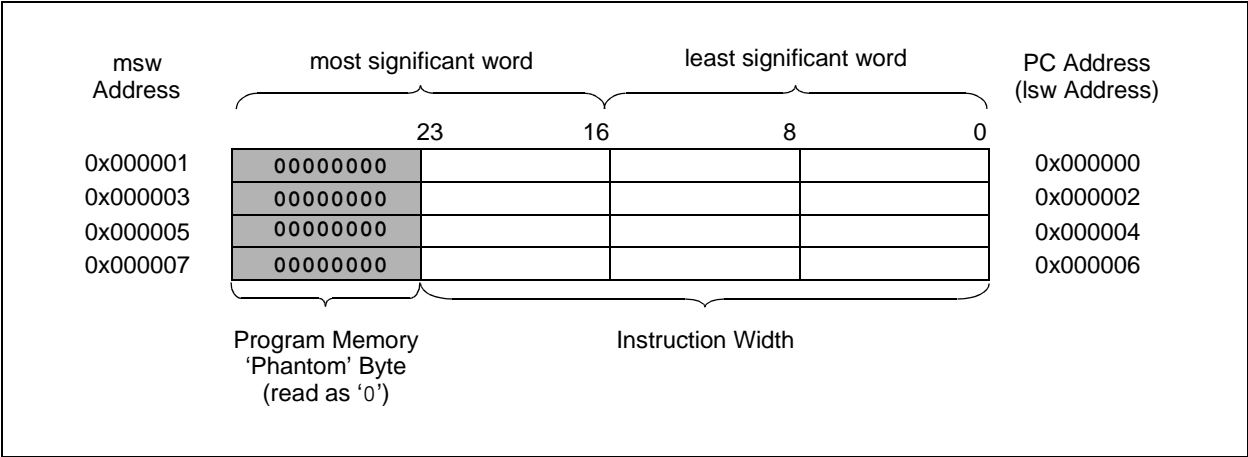 msw
Address
most significant word
least significant word
PC Address
(lsw Address)
23 16 8 0
0x000001 00000000 0x000000
0x000003 00000000 0x000002
0x000005 00000000 0x000004
0x000007 00000000 0x000006
Program Memory
‘Phantom’ Byte
(read as ‘0’)
Instruction Width